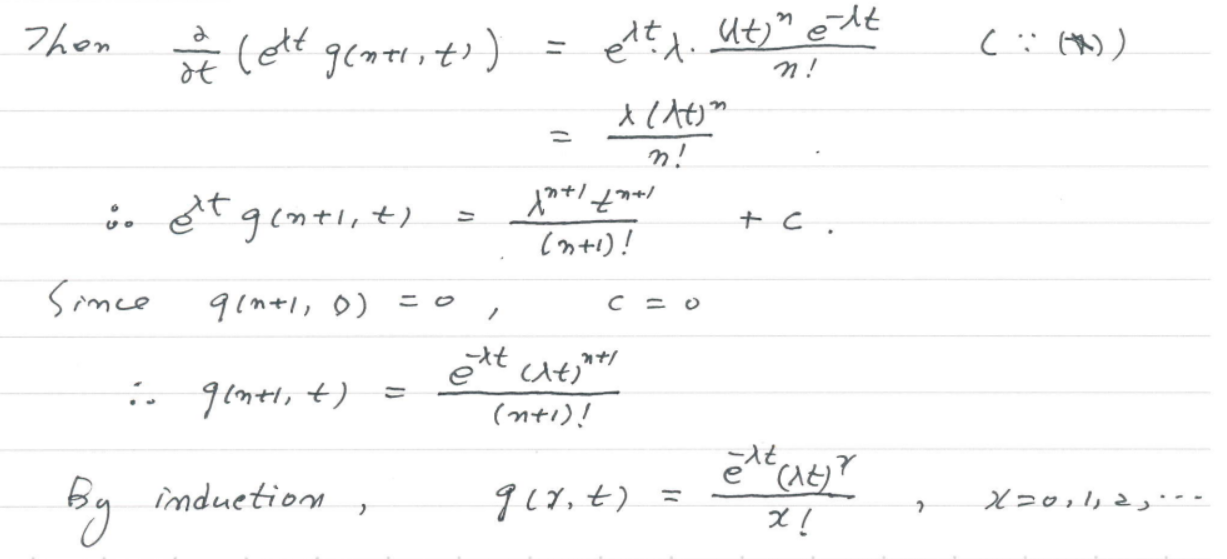 Then ∂/∂t (e^{λt} g(n+1, t)) = e^{λt}·λ· (λt)^n e^{-λt} / n! (∵ (*))
= λ(λt)^n / n! .
∴ e^{λt} g(n+1, t) = λ^{n+1} t^{n+1} / (n+1)! + c .
Since g(n+1, 0) = 0 , c = 0
∴ g(n+1, t) = e^{-λt} (λt)^{n+1} / (n+1)!
By induction , g(x, t) = e^{-λt} (λt)^x / x! , x = 0, 1, 2, ...